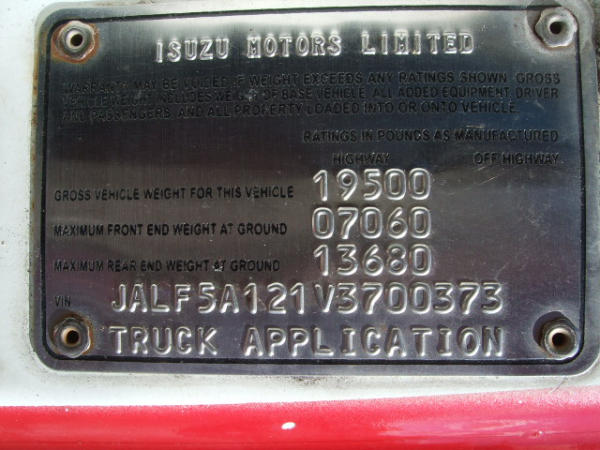 ISUZU MOTORS LIMITED
WARRANTY MAY BE VOIDED IF WEIGHT EXCEEDS ANY RATINGS SHOWN. GROSS
VEHICLE WEIGHT INCLUDES WEIGHT OF BASE VEHICLE, ALL ADDED EQUIPMENT, DRIVER
AND PASSENGERS, AND ALL PROPERTY LOADED INTO OR ONTO VEHICLE.
RATINGS IN POUNDS AS MANUFACTURED
HIGHWAY OFF HIGHWAY
GROSS VEHICLE WEIGHT FOR THIS VEHICLE 19500
MAXIMUM FRONT END WEIGHT AT GROUND 07060
MAXIMUM REAR END WEIGHT AT GROUND 13680
VIN JALF5A121V3700373
TRUCK APPLICATION